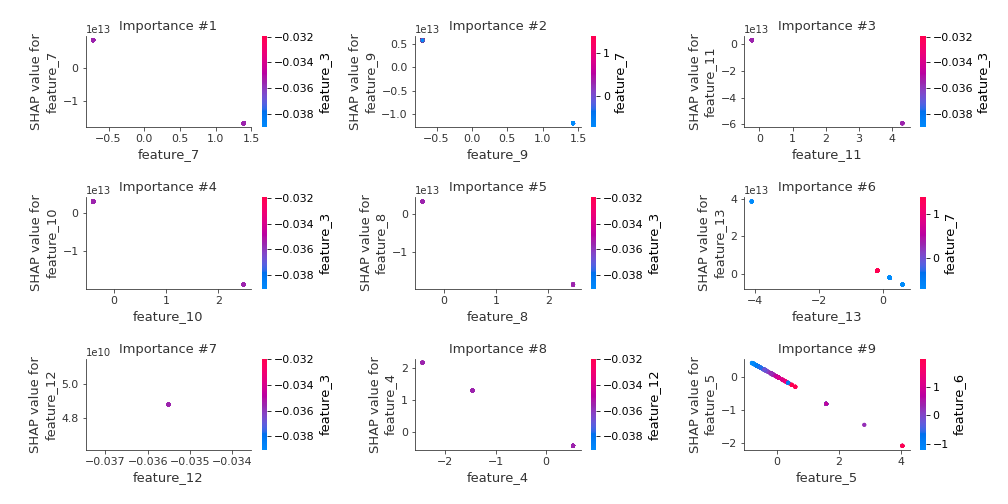 Importance #1
1e13
SHAP value for
feature_7
0
−1
−0.5
0.0
0.5
1.0
1.5
feature_7
−0.032
−0.034
−0.036
−0.038
feature_3
Importance #2
1e13
SHAP value for
feature_9
0.5
0.0
−0.5
−1.0
−0.5
0.0
0.5
1.0
1.5
feature_9
1
0
feature_7
Importance #3
1e13
SHAP value for
feature_11
0
−2
−4
−6
0
1
2
3
4
feature_11
−0.032
−0.034
−0.036
−0.038
feature_3
Importance #4
1e13
SHAP value for
feature_10
0
−1
0
1
2
feature_10
−0.032
−0.034
−0.036
−0.038
feature_3
Importance #5
1e13
SHAP value for
feature_8
0
−1
0
1
2
feature_8
−0.032
−0.034
−0.036
−0.038
feature_3
Importance #6
1e13
SHAP value for
feature_13
4
2
0
−4
−2
0
feature_13
1
0
feature_7
Importance #7
1e10
SHAP value for
feature_12
5.0
4.8
−0.037
−0.036
−0.035
−0.034
feature_12
−0.032
−0.034
−0.036
−0.038
feature_3
Importance #8
SHAP value for
feature_4
2
1
0
−2
−1
0
feature_4
−0.032
−0.034
−0.036
−0.038
feature_12
Importance #9
SHAP value for
feature_5
0
−1
−2
0
2
4
feature_5
1
0
−1
feature_6